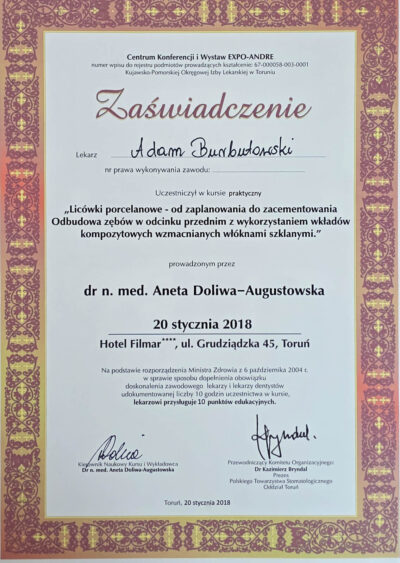 Centrum Konferencji i Wystaw EXPO-ANDRE
numer wpisu do rejestru podmiotów prowadzących kształcenie: 67-000058-003-0001
Kujawsko-Pomorskiej Okręgowej Izby Lekarskiej w Toruniu
Zaświadczenie
Lekarz Adam Burbutowski
nr prawa wykonywania zawodu:
Uczestniczył w kursie praktyczny
„Licówki porcelanowe - od zaplanowania do zacementowania
Odbudowa zębów w odcinku przednim z wykorzystaniem wkładów
kompozytowych wzmacnianych włóknami szklanymi.”
prowadzonym przez
dr n. med. Aneta Doliwa–Augustowska
20 stycznia 2018
Hotel Filmar****, ul. Grudziądzka 45, Toruń
Na podstawie rozporządzenia Ministra Zdrowia z 6 października 2004 r.
w sprawie sposobu dopełnienia obowiązku
doskonalenia zawodowego lekarzy i lekarzy dentystów
udokumentowanej liczby 10 godzin uczestnictwa w kursie,
lekarzowi przysługuje 10 punktów edukacyjnych.
Kierownik Naukowy Kursu i Wykładowca
Dr n. med. Aneta Doliwa-Augustowska
Przewodniczący Komitetu Organizacyjnego:
Dr Kazimierz Bryndal
Prezes
Polskiego Towarzystwa Stomatologicznego
Oddział Toruń
Toruń, 20 stycznia 2018